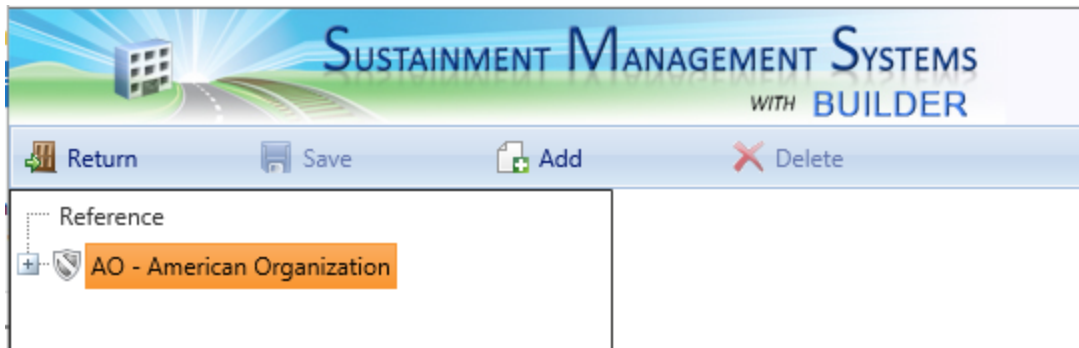 SUSTAINMENT MANAGEMENT SYSTEMS
WITH BUILDER
Return Save Add Delete
Reference
AO - American Organization